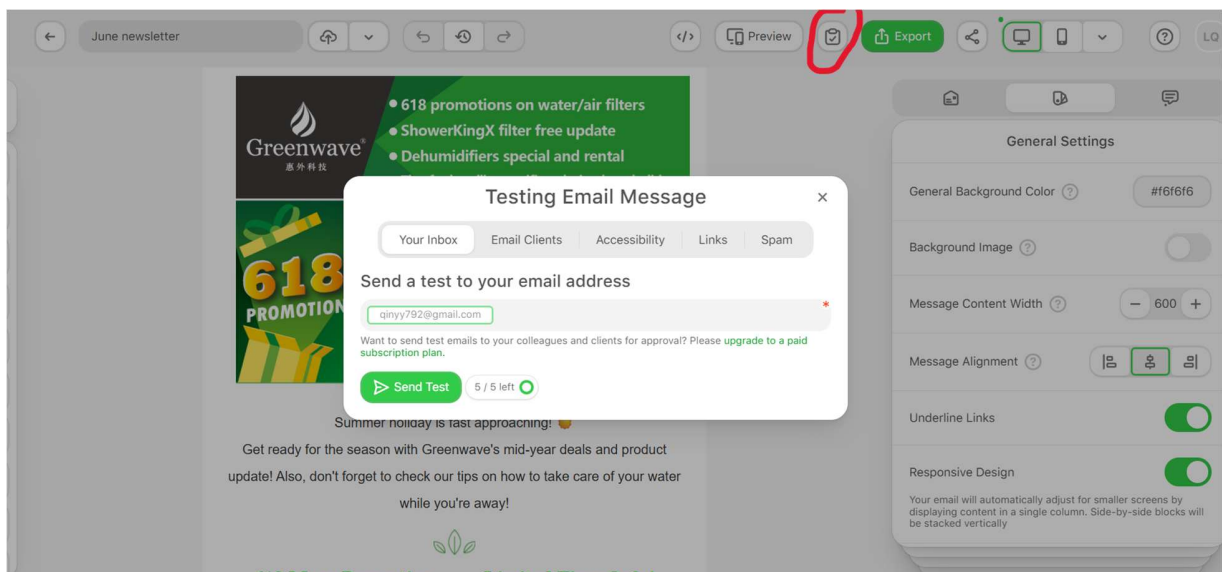 June newsletter
</>
Preview
Export
LQ
Greenwave®
惠外科技
618 promotions on water/air filters
ShowerKingX filter free update
Dehumidifiers special and rental
618
PROMOTION
Testing Email Message
×
Your Inbox
Email Clients
Accessibility
Links
Spam
Send a test to your email address
*
qinyy792@gmail.com
Want to send test emails to your colleagues and clients for approval? Please upgrade to a paid
subscription plan.
Send Test
5 / 5 left
Summer holiday is fast approaching!
Get ready for the season with Greenwave's mid-year deals and product
update! Also, don't forget to check our tips on how to take care of your water
while you're away!
General Settings
General Background Color ?
#f6f6f6
Background Image ?
Message Content Width ?
− 600 +
Message Alignment ?
Underline Links
Responsive Design
Your email will automatically adjust for smaller screens by
displaying content in a single column. Side-by-side blocks will
be stacked vertically